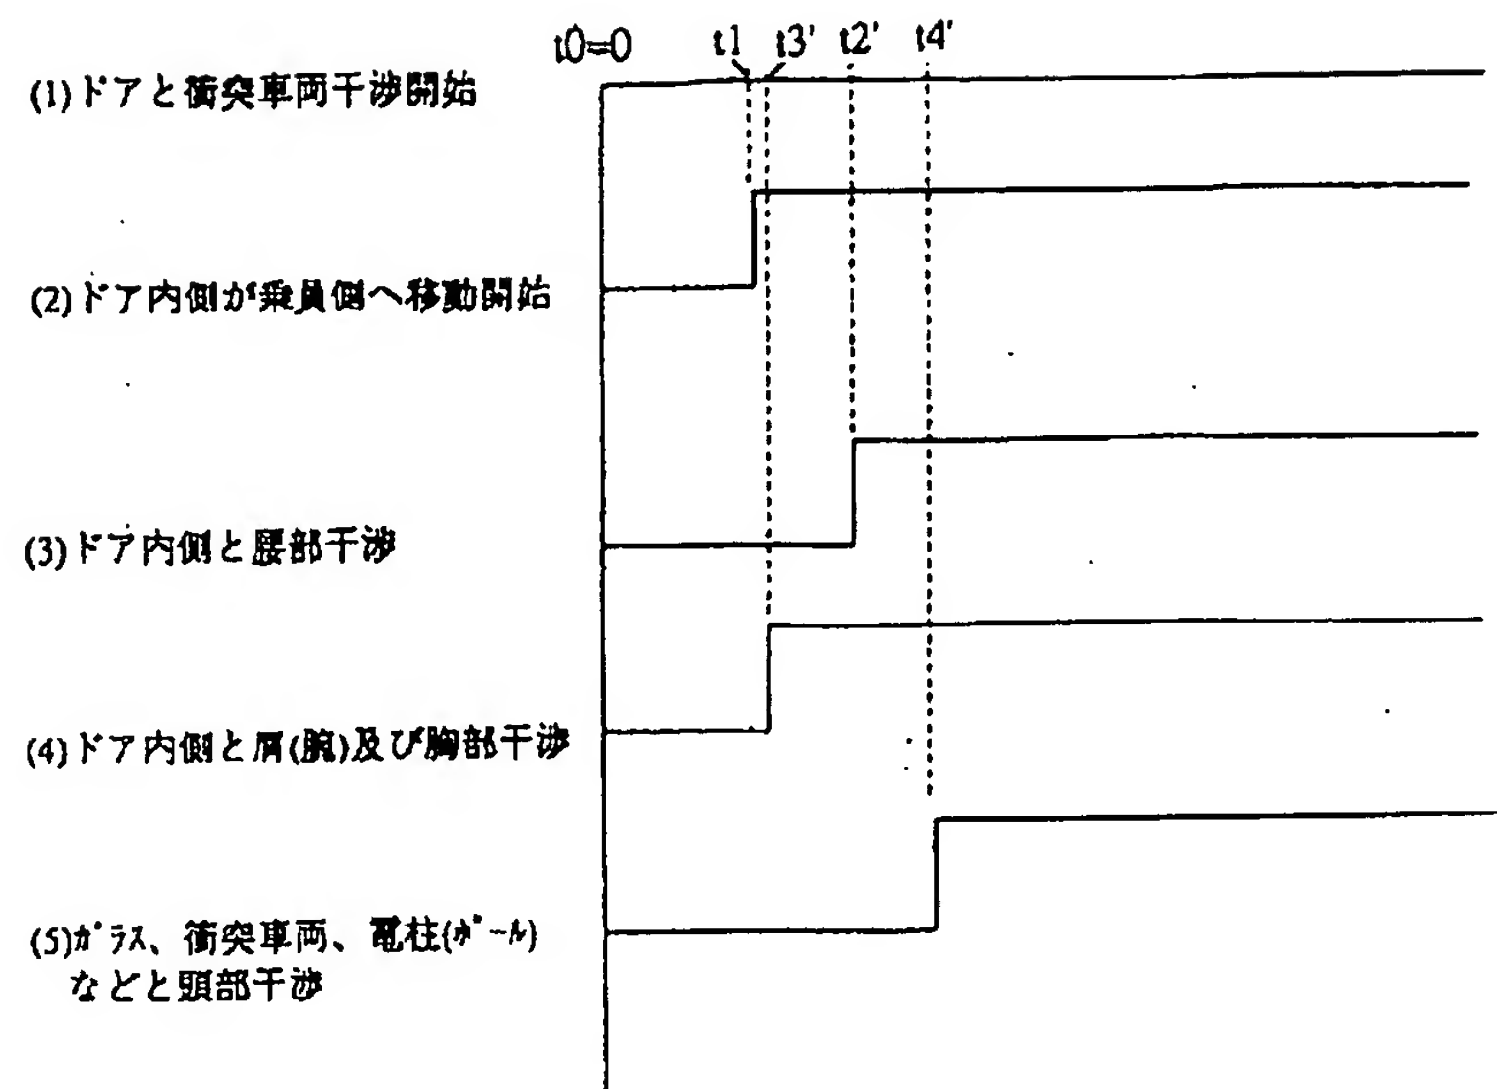 t0=0 t1 t3' t2' t4'
(1)ドアと衝突車両干渉開始
(2)ドア内側が乗員側へ移動開始
(3)ドア内側と腰部干渉
(4)ドア内側と肩(腕)及び胸部干渉
(5)ガラス、衝突車両、電柱(ポール)
などと頭部干渉